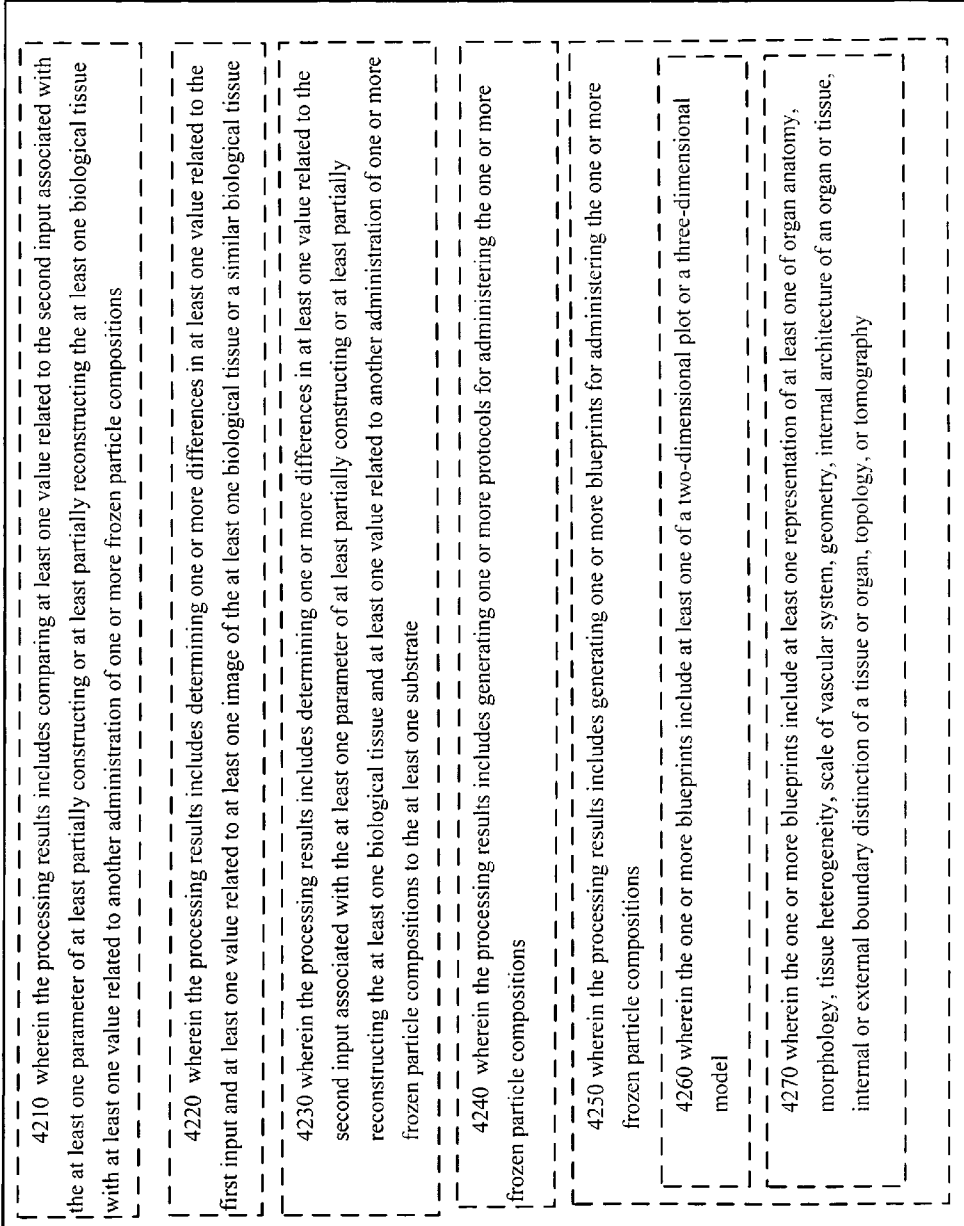 4210 wherein the processing results includes comparing at least one value related to the second input associated with
the at least one parameter of at least partially constructing or at least partially reconstructing the at least one biological tissue
with at least one value related to another administration of one or more frozen particle compositions
4220 wherein the processing results includes determining one or more differences in at least one value related to the
first input and at least one value related to at least one image of the at least one biological tissue or a similar biological tissue
4230 wherein the processing results includes determining one or more differences in at least one value related to the
second input associated with the at least one parameter of at least partially constructing or at least partially
reconstructing the at least one biological tissue and at least one value related to another administration of one or more
frozen particle compositions to the at least one substrate
4240 wherein the processing results includes generating one or more protocols for administering the one or more
frozen particle compositions
4250 wherein the processing results includes generating one or more blueprints for administering the one or more
frozen particle compositions
4260 wherein the one or more blueprints include at least one of a two-dimensional plot or a three-dimensional
model
4270 wherein the one or more blueprints include at least one representation of at least one of organ anatomy,
morphology, tissue heterogeneity, scale of vascular system, geometry, internal architecture of an organ or tissue,
internal or external boundary distinction of a tissue or organ, topology, or tomography